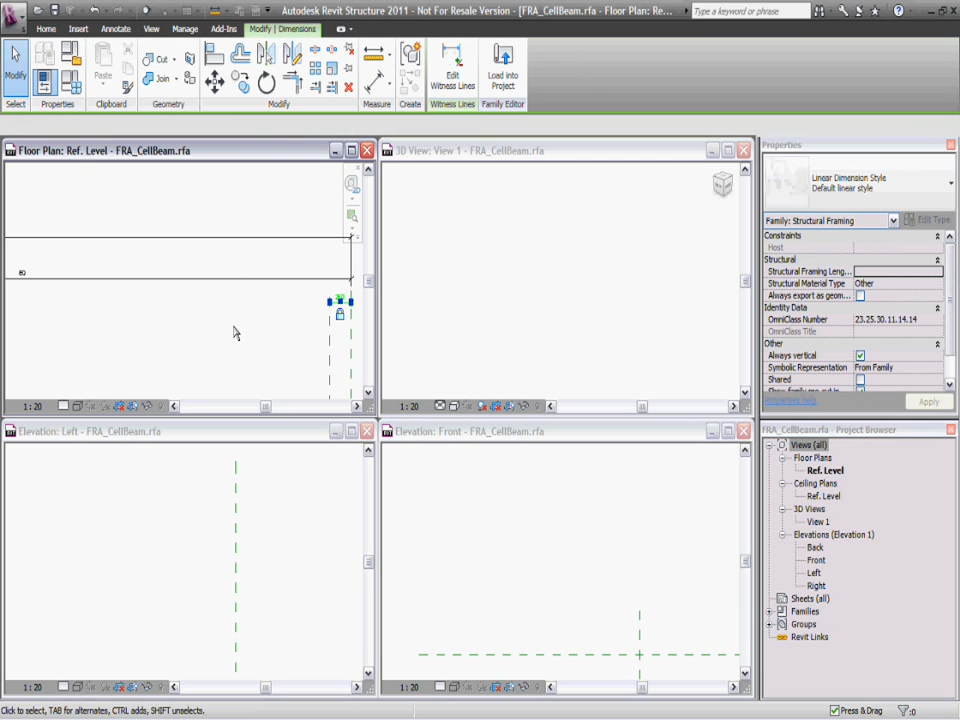 Autodesk Revit Structure 2011 - Not For Resale Version - [FRA_CellBeam.rfa - Floor Plan: Re...
Type a keyword or phrase
Home Insert Annotate View Manage Add-Ins Modify | Dimensions
Modify
Paste
Cut
Join
Edit Witness Lines
Load into Project
Select Properties Clipboard Geometry Modify Measure Create Witness Lines Family Editor
Floor Plan: Ref. Level - FRA_CellBeam.rfa
3D View: View 1 - FRA_CellBeam.rfa
Properties
Linear Dimension Style
Default linear style
Family: Structural Framing
Edit Type
Constraints
Host
Structural
Structural Framing Leng...
Structural Material Type Other
Always export as geom...
Identity Data
OmniClass Number 23.25.30.11.14.14
OmniClass Title
Other
Always vertical
Symbolic Representation From Family
Shared
Properties help
Apply
1 : 20
1 : 20
Elevation: Left - FRA_CellBeam.rfa
Elevation: Front - FRA_CellBeam.rfa
FRA_CellBeam.rfa - Project Browser
Views (all)
Floor Plans
Ref. Level
Ceiling Plans
Ref. Level
3D Views
View 1
Elevations (Elevation 1)
Back
Front
Left
Right
Sheets (all)
Families
Groups
Revit Links
1 : 20
1 : 20
Click to select, TAB for alternates, CTRL adds, SHIFT unselects.
Press & Drag
:0